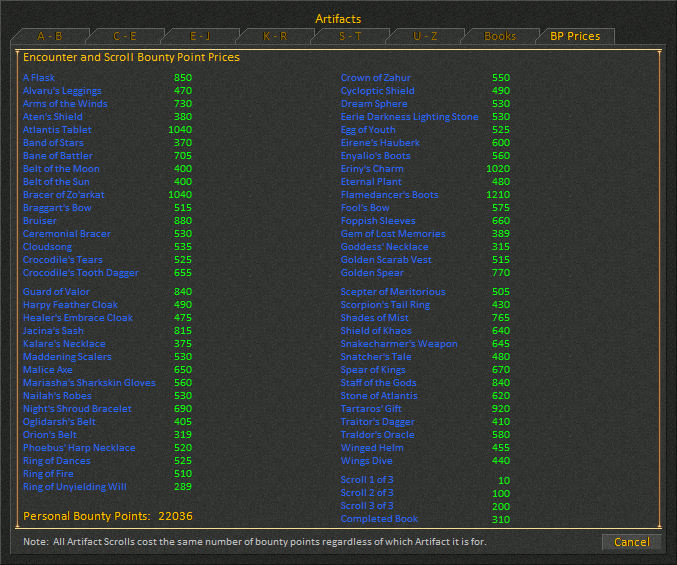 Artifacts
A - B C - E E - J K - R S - T U - Z Books BP Prices
Encounter and Scroll Bounty Point Prices
A Flask 850
Alvaru's Leggings 470
Arms of the Winds 730
Aten's Shield 380
Atlantis Tablet 1040
Band of Stars 370
Bane of Battler 705
Belt of the Moon 400
Belt of the Sun 400
Bracer of Zo'arkat 1040
Braggart's Bow 515
Bruiser 880
Ceremonial Bracer 530
Cloudsong 535
Crocodile's Tears 525
Crocodile's Tooth Dagger 655
Crown of Zahur 550
Cycloptic Shield 490
Dream Sphere 530
Eerie Darkness Lighting Stone 530
Egg of Youth 525
Eirene's Hauberk 600
Enyalio's Boots 560
Eriny's Charm 1020
Eternal Plant 480
Flamedancer's Boots 1210
Fool's Bow 575
Foppish Sleeves 660
Gem of Lost Memories 389
Goddess' Necklace 315
Golden Scarab Vest 515
Golden Spear 770
Guard of Valor 840
Harpy Feather Cloak 490
Healer's Embrace Cloak 475
Jacina's Sash 815
Kalare's Necklace 375
Maddening Scalers 530
Malice Axe 650
Mariasha's Sharkskin Gloves 560
Nailah's Robes 530
Night's Shroud Bracelet 690
Oglidarsh's Belt 405
Orion's Belt 319
Phoebus' Harp Necklace 520
Ring of Dances 525
Ring of Fire 510
Ring of Unyielding Will 289
Scepter of Meritorious 505
Scorpion's Tail Ring 430
Shades of Mist 765
Shield of Khaos 640
Snakecharmer's Weapon 645
Snatcher's Tale 480
Spear of Kings 670
Staff of the Gods 840
Stone of Atlantis 620
Tartaros' Gift 920
Traitor's Dagger 410
Traldor's Oracle 580
Winged Helm 455
Wings Dive 440
Scroll 1 of 3 10
Scroll 2 of 3 100
Scroll 3 of 3 200
Completed Book 310
Personal Bounty Points: 22036
Note: All Artifact Scrolls cost the same number of bounty points regardless of which Artifact it is for.
Cancel